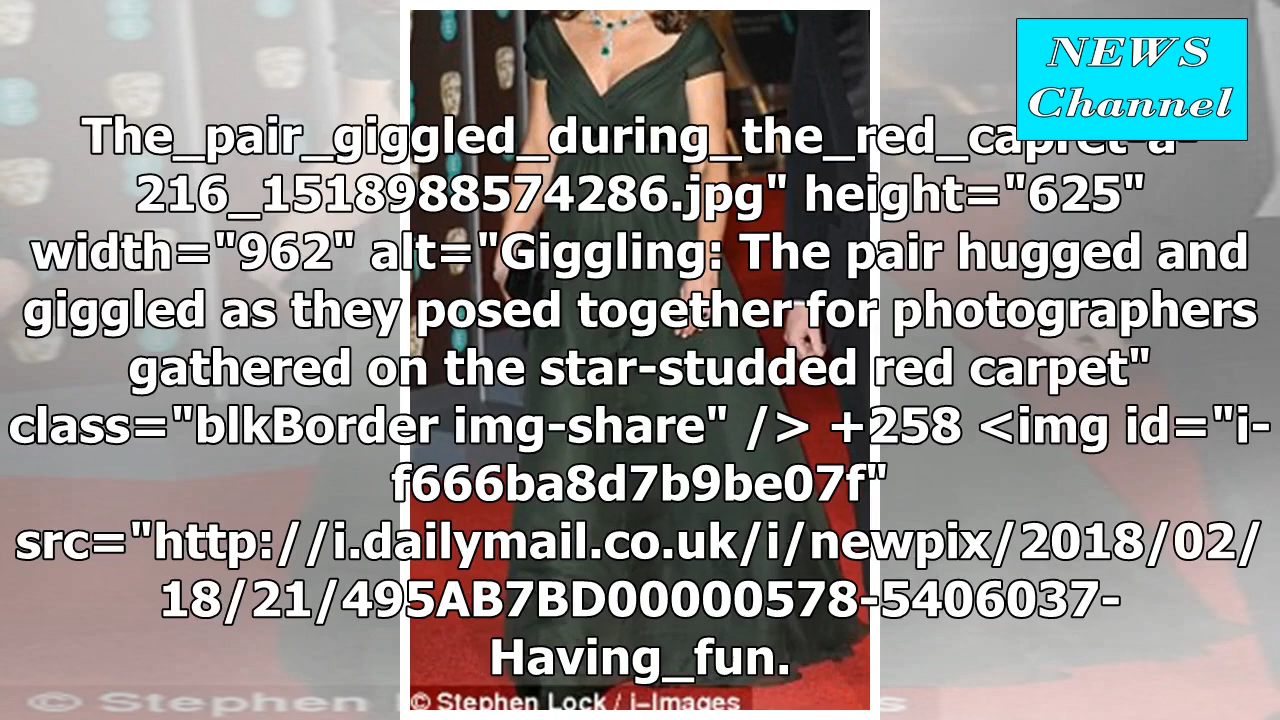 NEWS
Channel
The_pair_giggled_during_the_red_capret-a-
216_1518988574286.jpg" height="625"
width="962" alt="Giggling: The pair hugged and
giggled as they posed together for photographers
gathered on the star-studded red carpet"
class="blkBorder img-share" /> +258 <img id="i-
f666ba8d7b9be07f"
src="http://i.dailymail.co.uk/i/newpix/2018/02/
18/21/495AB7BD00000578-5406037-
Having_fun.
© Stephen Lock / i-Images